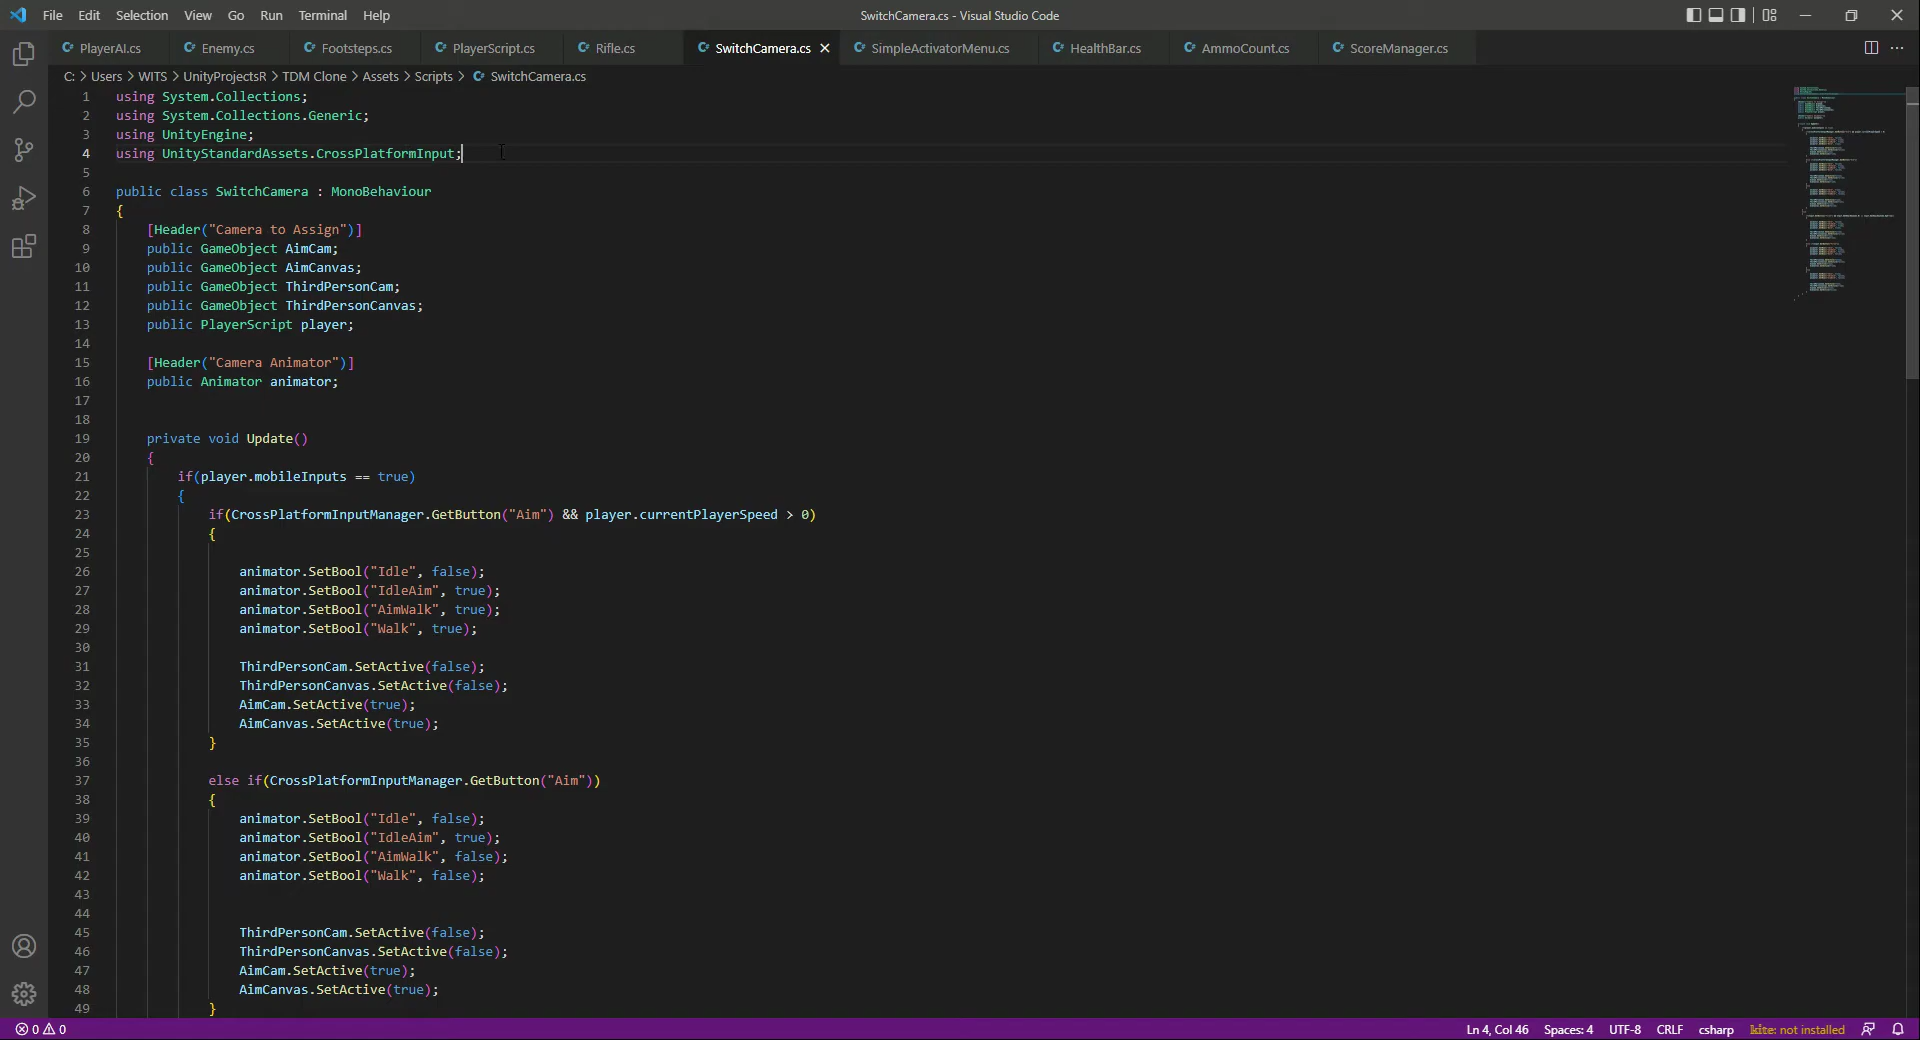 File Edit Selection View Go Run Terminal Help SwitchCamera.cs - Visual Studio Code
PlayerAI.cs Enemy.cs Footsteps.cs PlayerScript.cs Rifle.cs SwitchCamera.cs SimpleActivatorMenu.cs HealthBar.cs AmmoCount.cs ScoreManager.cs
C: > Users > WITS > UnityProjectsR > TDM Clone > Assets > Scripts > SwitchCamera.cs
1 using System.Collections;
2 using System.Collections.Generic;
3 using UnityEngine;
4 using UnityStandardAssets.CrossPlatformInput;
5
6 public class SwitchCamera : MonoBehaviour
7 {
8 [Header("Camera to Assign")]
9 public GameObject AimCam;
10 public GameObject AimCanvas;
11 public GameObject ThirdPersonCam;
12 public GameObject ThirdPersonCanvas;
13 public PlayerScript player;
14
15 [Header("Camera Animator")]
16 public Animator animator;
17
18
19 private void Update()
20 {
21 if(player.mobileInputs == true)
22 {
23 if(CrossPlatformInputManager.GetButton("Aim") && player.currentPlayerSpeed > 0)
24 {
25
26 animator.SetBool("Idle", false);
27 animator.SetBool("IdleAim", true);
28 animator.SetBool("AimWalk", true);
29 animator.SetBool("Walk", true);
30
31 ThirdPersonCam.SetActive(false);
32 ThirdPersonCanvas.SetActive(false);
33 AimCam.SetActive(true);
34 AimCanvas.SetActive(true);
35 }
36
37 else if(CrossPlatformInputManager.GetButton("Aim"))
38 {
39 animator.SetBool("Idle", false);
40 animator.SetBool("IdleAim", true);
41 animator.SetBool("AimWalk", false);
42 animator.SetBool("Walk", false);
43
44
45 ThirdPersonCam.SetActive(false);
46 ThirdPersonCanvas.SetActive(false);
47 AimCam.SetActive(true);
48 AimCanvas.SetActive(true);
49 }
0 0 Ln 4, Col 46 Spaces: 4 UTF-8 CRLF csharp kite: not installed